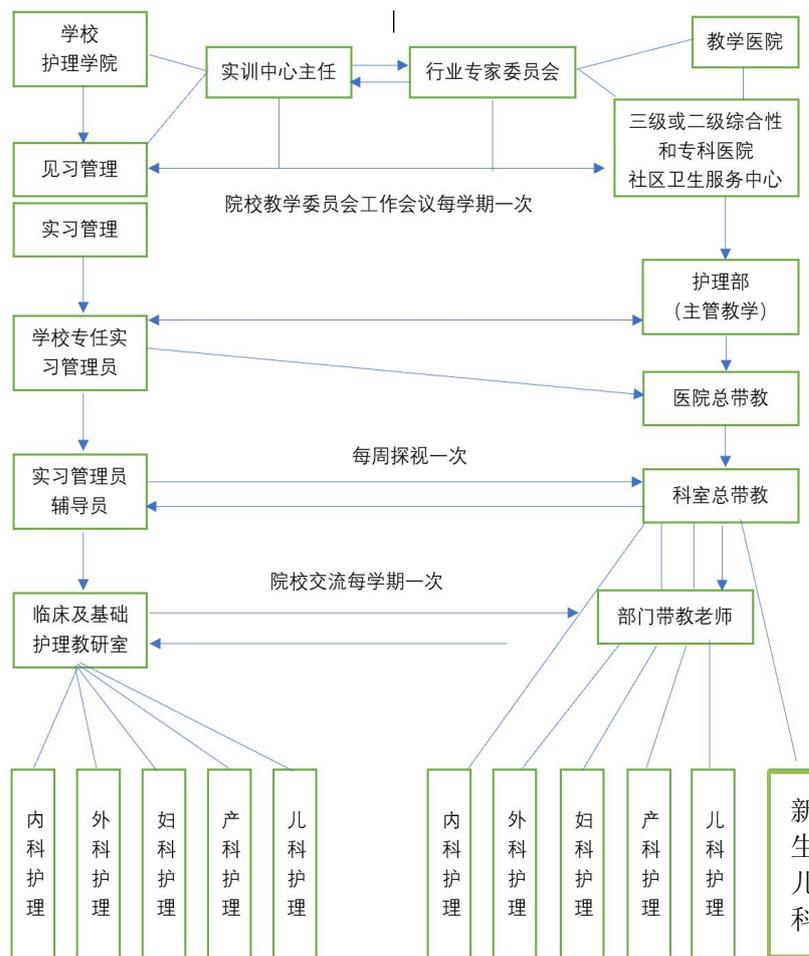 学校
护理学院
实训中心主任
行业专家委员会
教学医院
三级或二级综合性
和专科医院
社区卫生服务中心
见习管理
院校教学委员会工作会议每学期一次
实习管理
护理部
（主管教学）
学校专任实
习管理员
医院总带教
每周探视一次
实习管理员
辅导员
科室总带教
院校交流每学期一次
临床及基础
护理教研室
部门带教老师
内科护理
外科护理
妇科护理
产科护理
儿科护理
内科护理
外科护理
妇科护理
产科护理
儿科护理
新生儿科